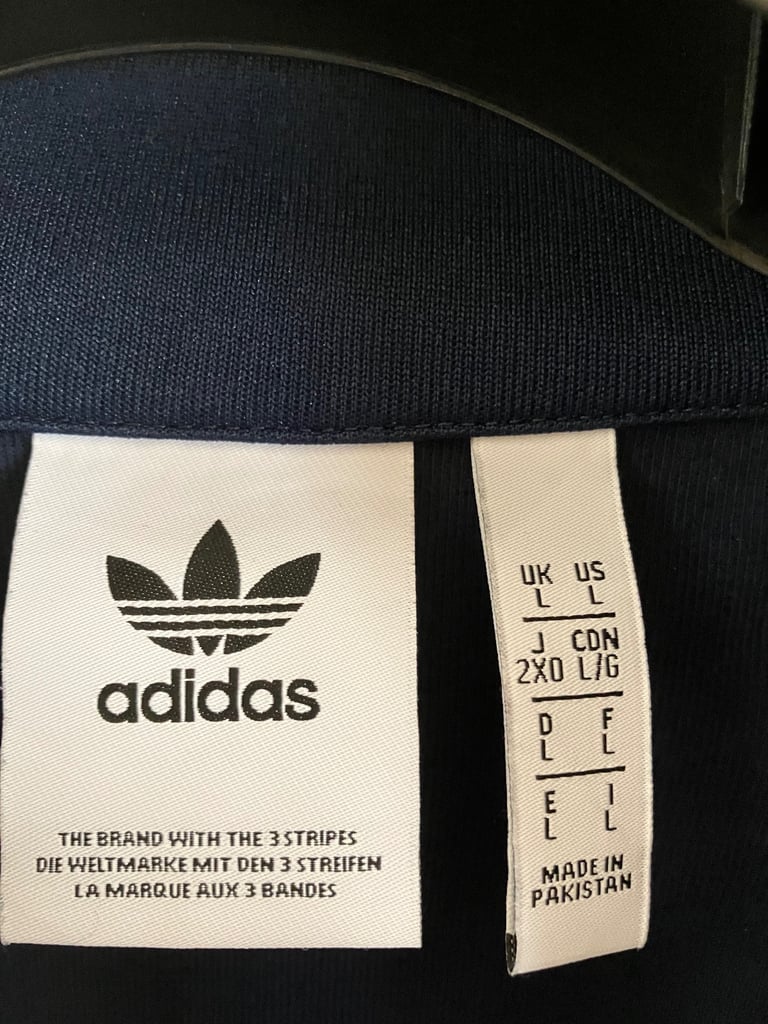 adidas
THE BRAND WITH THE 3 STRIPES
DIE WELTMARKE MIT DEN 3 STREIFEN
LA MARQUE AUX 3 BANDES
UK US
L L
J CDN
2XO L/G
D F
L L
E I
L L
MADE IN
PAKISTAN